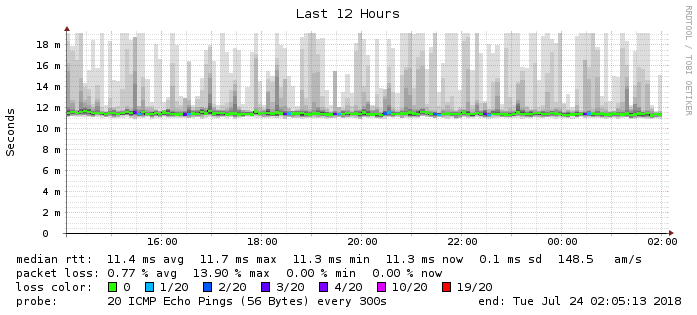 Last 12 Hours
RRDTOOL / TOBI OETIKER
Seconds
18 m
16 m
14 m
12 m
10 m
8 m
6 m
4 m
2 m
0
16:00 18:00 20:00 22:00 00:00 02:00
median rtt: 11.4 ms avg 11.7 ms max 11.3 ms min 11.3 ms now 0.1 ms sd 148.5 am/s
packet loss: 0.77 % avg 13.90 % max 0.00 % min 0.00 % now
loss color: 0 1/20 2/20 3/20 4/20 10/20 19/20
probe: 20 ICMP Echo Pings (56 Bytes) every 300s end: Tue Jul 24 02:05:13 2018